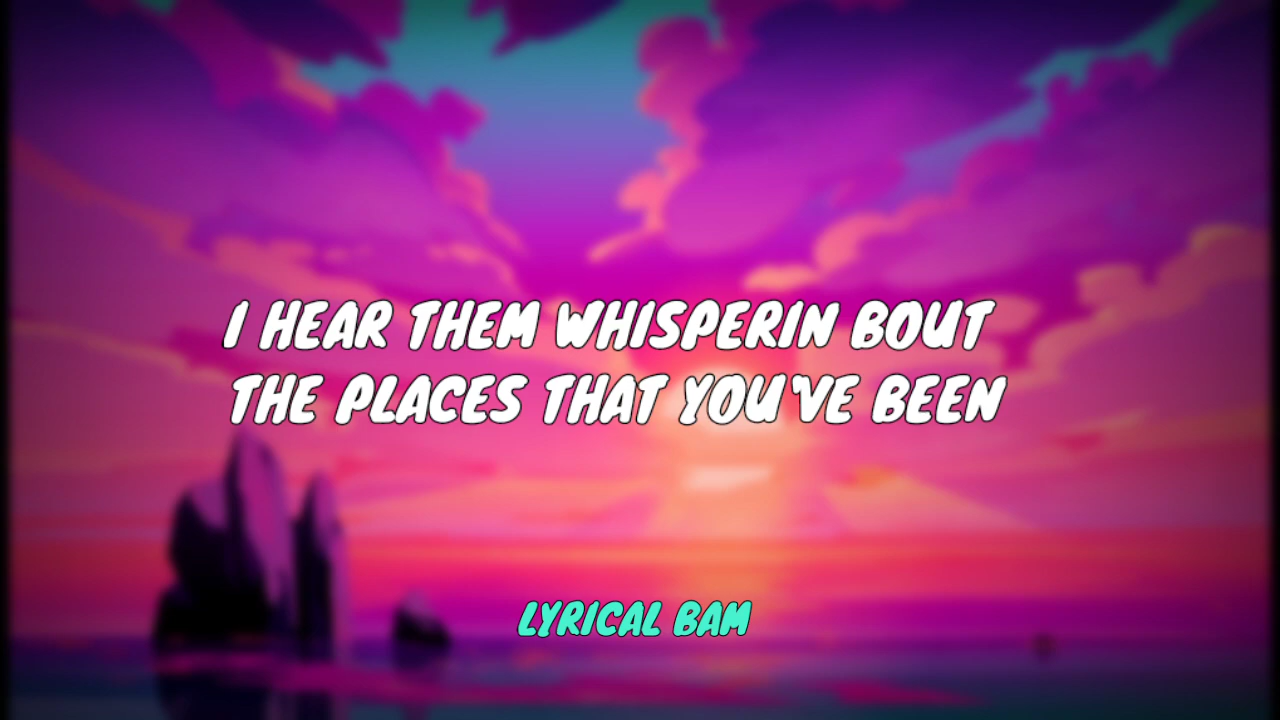 I HEAR THEM WHISPERIN BOUT
THE PLACES THAT YOU'VE BEEN
LYRICAL BAM